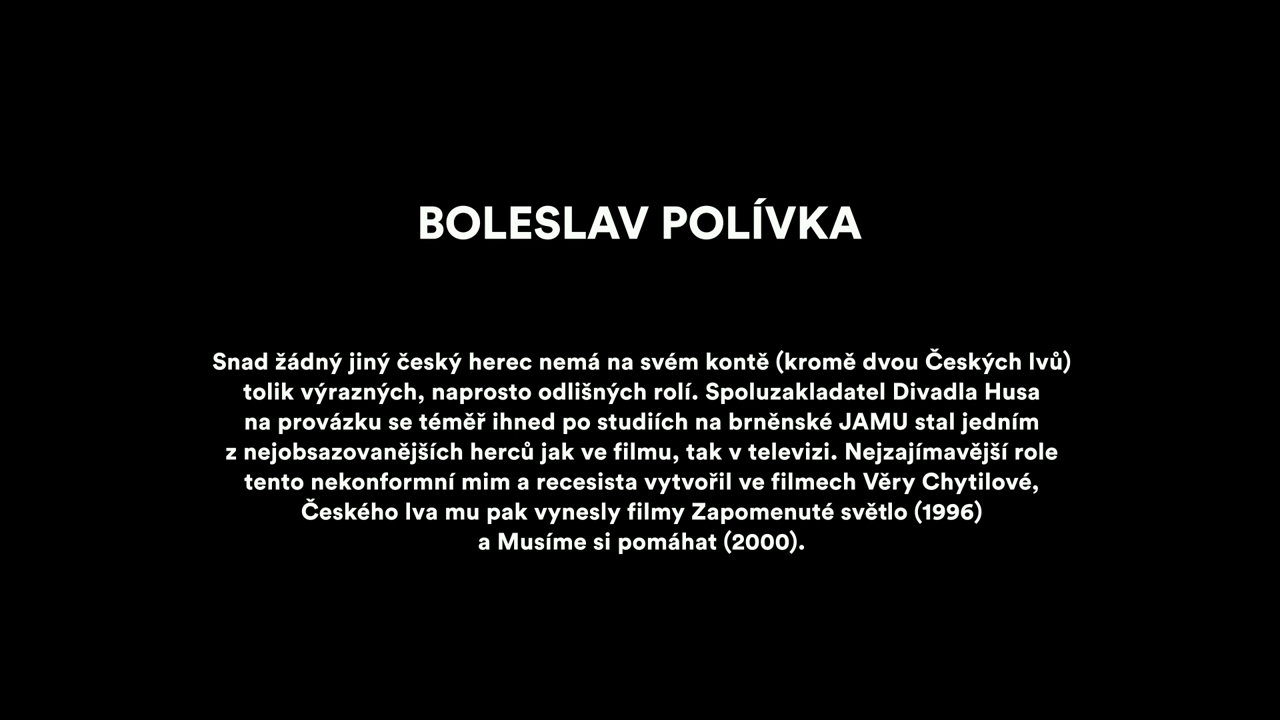 BOLESLAV POLÍVKA
Snad žádný jiný český herec nemá na svém kontě (kromě dvou Českých lvů)
tolik výrazných, naprosto odlišných rolí. Spoluzakladatel Divadla Husa
na provázku se téměř ihned po studiích na brněnské JAMU stal jedním
z nejobsazovanějších herců jak ve filmu, tak v televizi. Nejzajímavější role
tento nekonformní mim a recesista vytvořil ve filmech Věry Chytilové,
Českého lva mu pak vynesly filmy Zapomenuté světlo (1996)
a Musíme si pomáhat (2000).